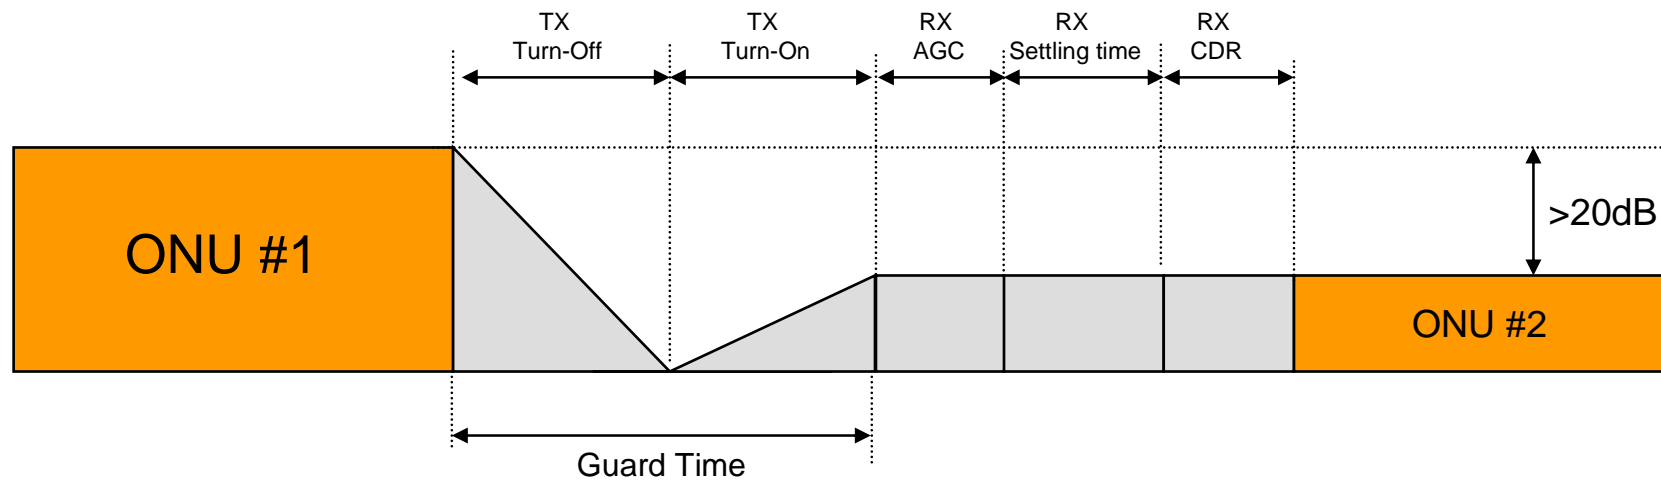 TX
Turn-Off
TX
Turn-On
RX
AGC
RX
Settling time
RX
CDR
ONU #1
>20dB
ONU #2
Guard Time